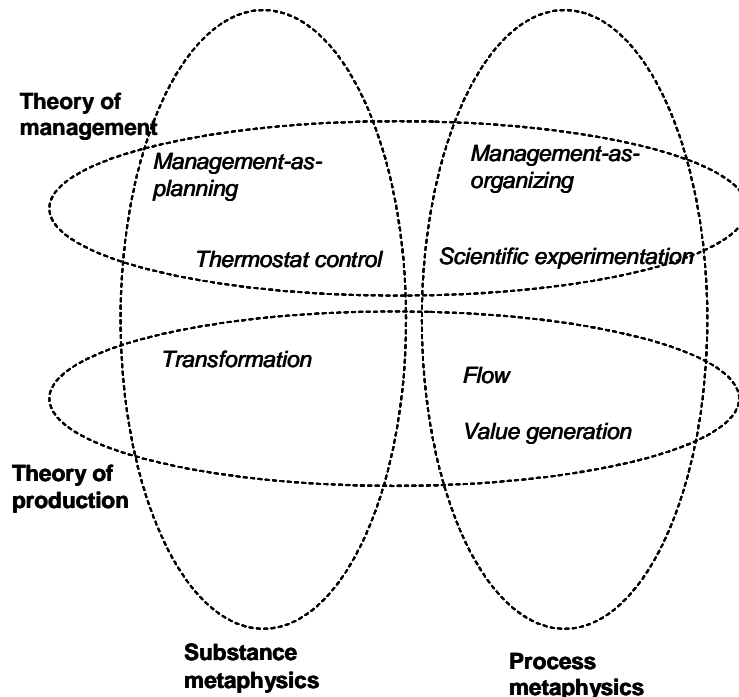 Theory of
management
Management-as-
planning
Management-as-
organizing
Thermostat control
Scientific experimentation
Transformation
Flow
Value generation
Theory of
production
Substance
metaphysics
Process
metaphysics